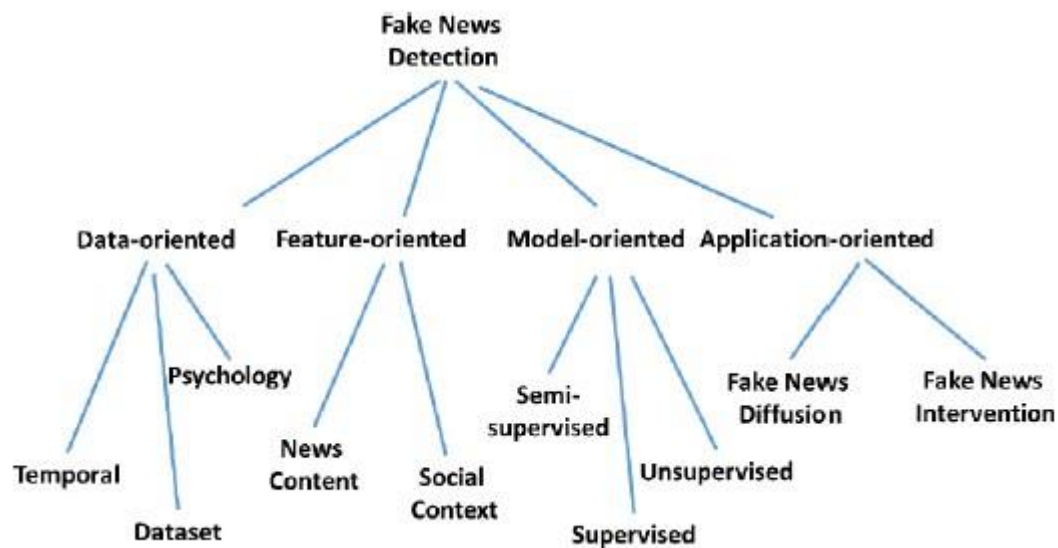 Fake News
Detection
Data-oriented
Feature-oriented
Model-oriented
Application-oriented
Psychology
Temporal
Dataset
News
Content
Social
Context
Semi-
supervised
Unsupervised
Supervised
Fake News
Diffusion
Fake News
Intervention